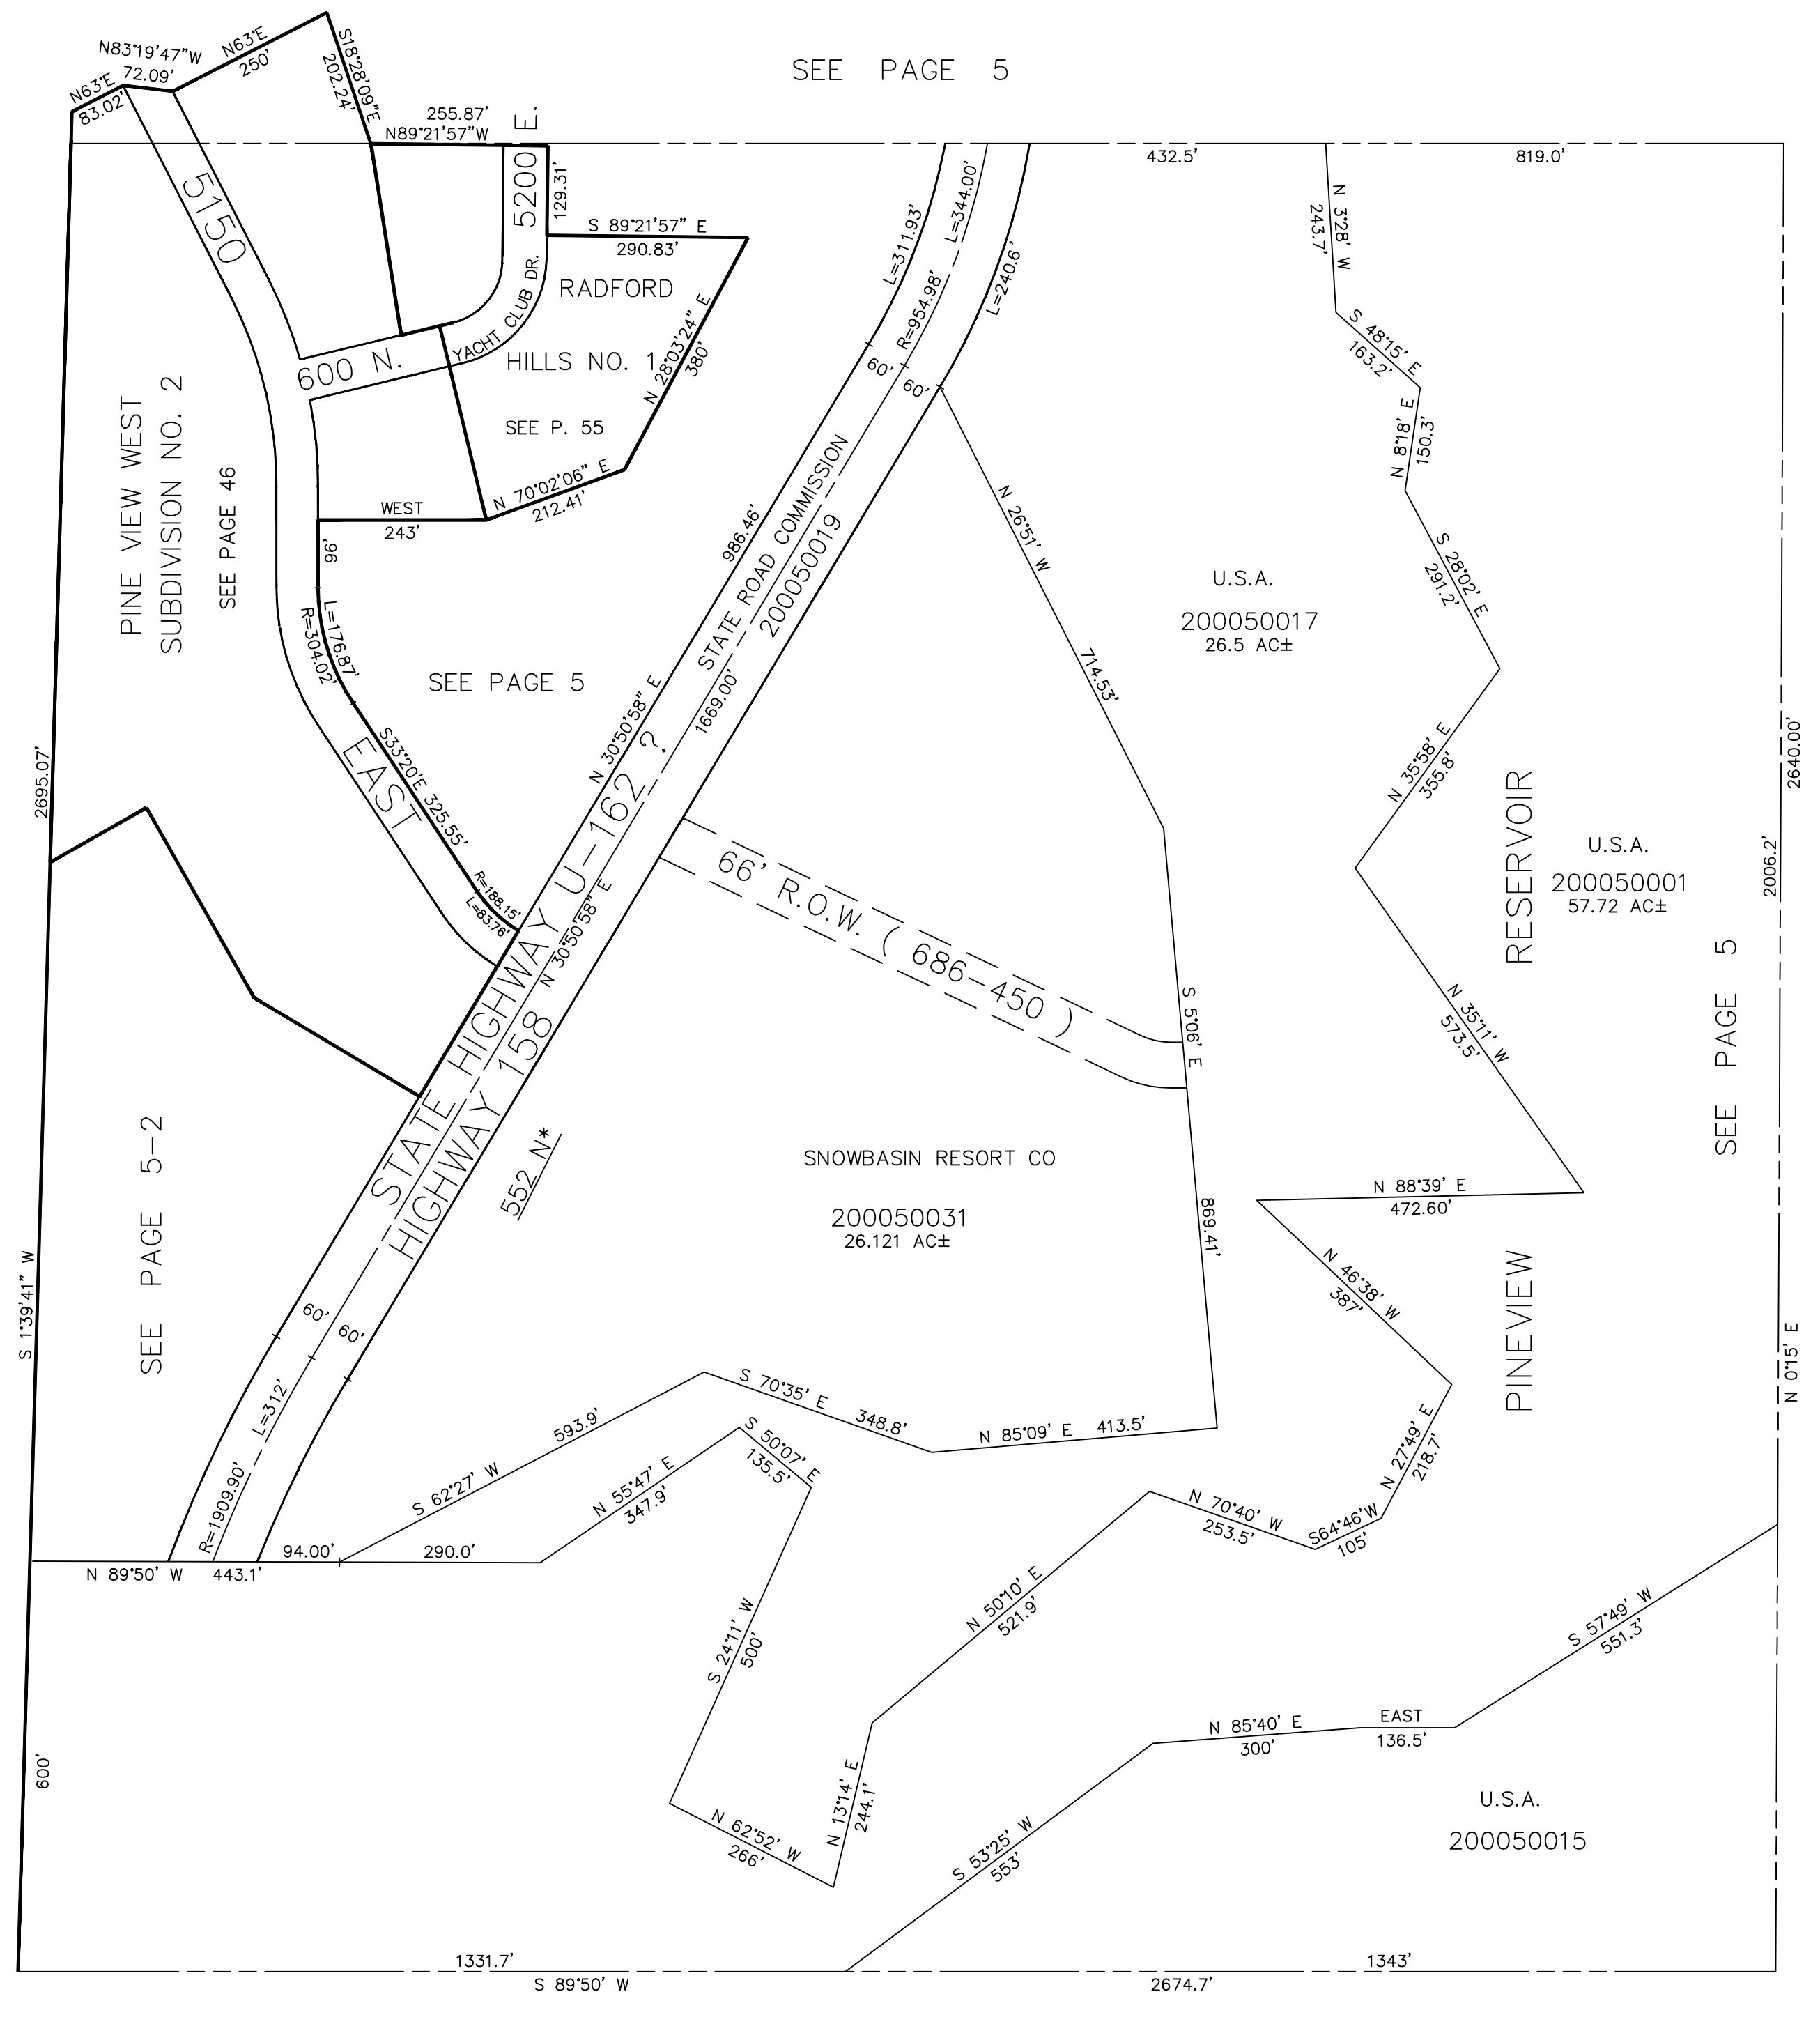 SEE PAGE 5
N63°E
83.02'
N83°19'47"W
72.09'
N63°E
250'
S18°28'09"E
202.24'
255.87'
N89°21'57"W
5200 E.
129.31'
S 89°21'57" E
290.83'
432.5'
819.0'
5150
EAST
600 N.
YACHT CLUB DR.
RADFORD
HILLS NO. 1
SEE P. 55
N 28°03'24" E
380'
N 70°02'06" E
212.41'
WEST
243'
96'
L=176.87'
R=304.02'
S33°20'E 325.55'
R=188.15'
L=83.76'
PINE VIEW WEST
SUBDIVISION NO. 2
SEE PAGE 46
SEE PAGE 5
2695.07'
S 1°39'41" W
600'
SEE PAGE 5-2
L=311.93'
L=344.00'
R=954.98'
L=240.6'
60'
60'
986.46'
N 30°50'58" E
STATE ROAD COMMISSION
200050019
1669.00'
STATE HIGHWAY U-162 ?
HIGHWAY 158
N 30°50'58" E
552 N*
60'
60'
L=312'
R=1909.90'
N 26°51' W
714.53'
66' R.O.W. ( 686-450 )
S 5°06' E
869.41'
SNOWBASIN RESORT CO
200050031
26.121 AC±
U.S.A.
200050017
26.5 AC±
N 3°28' W
243.7'
S 48°15' E
163.2'
N 8°18' E
150.3'
S 28°02' E
291.2'
N 35°58' E
355.8'
N 35°11' W
573.5'
N 88°39' E
472.60'
N 46°38' W
387'
N 27°49' E
218.7'
S64°46'W
105'
N 70°40' W
253.5'
N 50°10' E
521.9'
N 13°14' E
244.1'
N 62°52' W
266'
S 24°11' W
500'
S 50°07' E
135.5'
N 55°47' E
347.9'
290.0'
94.00'
N 89°50' W
443.1'
S 62°27' W
593.9'
S 70°35' E
348.8'
N 85°09' E
413.5'
PINEVIEW
RESERVOIR
U.S.A.
200050001
57.72 AC±
SEE PAGE 5
2640.00'
2006.2'
N 0°15' E
S 57°49' W
551.3'
EAST
136.5'
N 85°40' E
300'
S 53°25' W
553'
U.S.A.
200050015
1331.7'
S 89°50' W
1343'
2674.7'